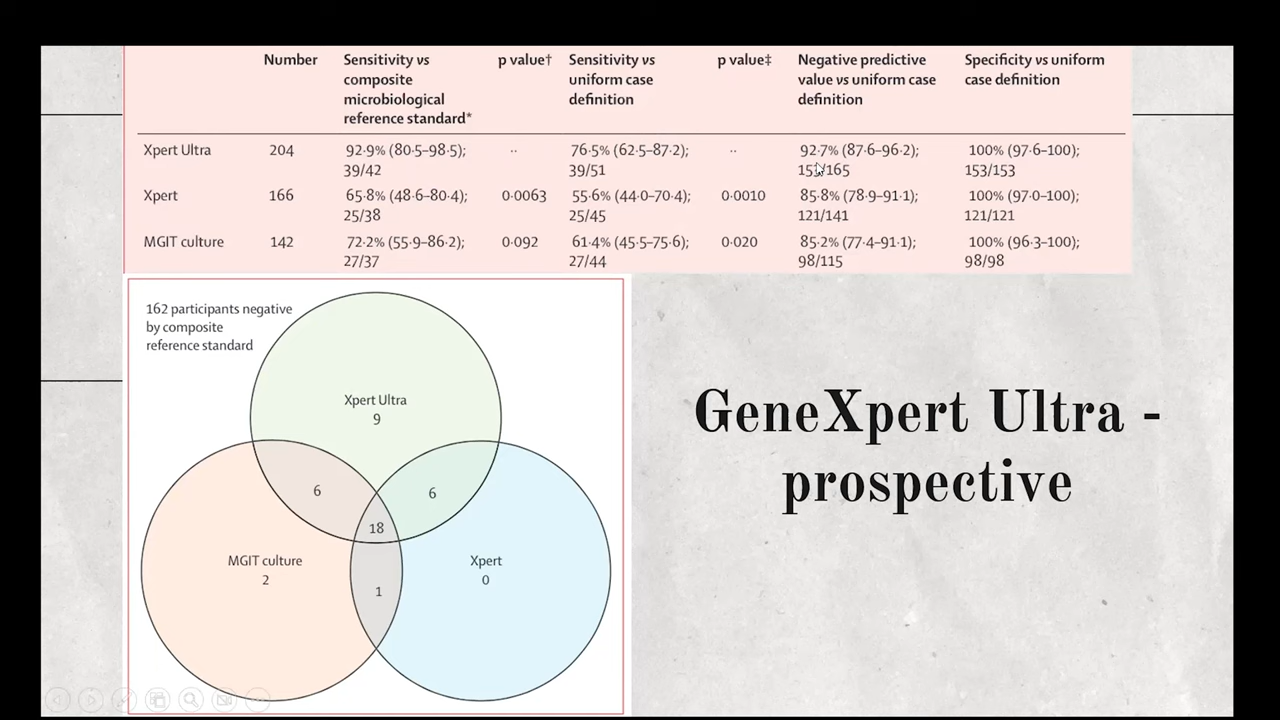 Number Sensitivity vs composite microbiological reference standard* p value† Sensitivity vs uniform case definition p value‡ Negative predictive value vs uniform case definition Specificity vs uniform case definition
Xpert Ultra 204 92·9% (80·5–98·5); 39/42 ·· 76·5% (62·5–87·2); 39/51 ·· 92·7% (87·6–96·2); /165 100% (97·6–100); 153/153
Xpert 166 65·8% (48·6–80·4); 25/38 0·0063 55·6% (44·0–70·4); 25/45 0·0010 85·8% (78·9–91·1); 121/141 100% (97·0–100); 121/121
MGIT culture 142 72·2% (55·9–86·2); 27/37 0·092 61·4% (45·5–75·6); 27/44 0·020 85·2% (77·4–91·1); 98/115 100% (96·3–100); 98/98
162 participants negative
by composite
reference standard
Xpert Ultra
9
6
6
18
MGIT culture
2
Xpert
0
1
GeneXpert Ultra -
prospective